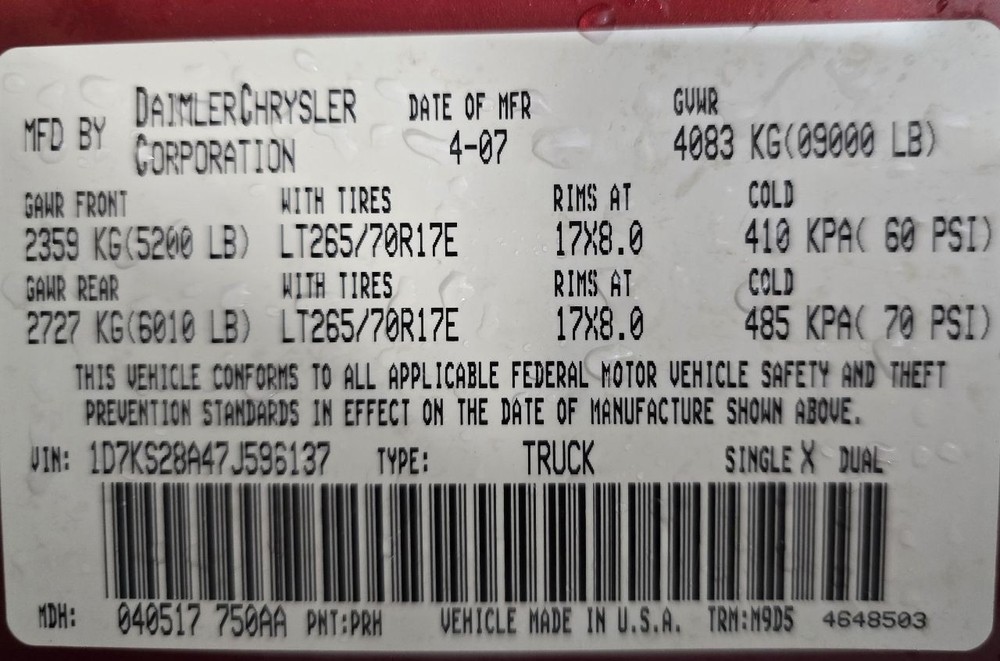 MFD BY DAIMLERCHRYSLER CORPORATION
DATE OF MFR 4-07
GVWR 4083 KG(09000 LB)
GAWR FRONT WITH TIRES RIMS AT COLD
2359 KG(5200 LB) LT265/70R17E 17X8.0 410 KPA( 60 PSI)
GAWR REAR WITH TIRES RIMS AT COLD
2727 KG(6010 LB) LT265/70R17E 17X8.0 485 KPA( 70 PSI)
THIS VEHICLE CONFORMS TO ALL APPLICABLE FEDERAL MOTOR VEHICLE SAFETY AND THEFT
PREVENTION STANDARDS IN EFFECT ON THE DATE OF MANUFACTURE SHOWN ABOVE.
VIN: 1D7KS28A47J596137 TYPE: TRUCK SINGLE X DUAL
MDH: 040517 750AA PNT:PRH VEHICLE MADE IN U.S.A. TRM:M9D5 4648503